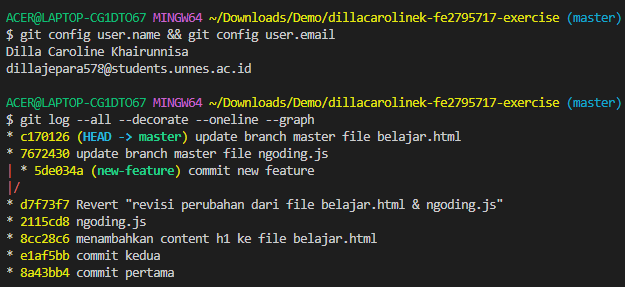 ACER@LAPTOP-CG1DTO67 MINGW64 ~/Downloads/Demo/dillacarolinek-fe2795717-exercise (master)
$ git config user.name && git config user.email
Dilla Caroline Khairunnisa
dillajepara578@students.unnes.ac.id

ACER@LAPTOP-CG1DTO67 MINGW64 ~/Downloads/Demo/dillacarolinek-fe2795717-exercise (master)
$ git log --all --decorate --oneline --graph
* c170126 (HEAD -> master) update branch master file belajar.html
* 7672430 update branch master file ngoding.js
| * 5de034a (new-feature) commit new feature
|/
* d7f73f7 Revert "revisi perubahan dari file belajar.html & ngoding.js"
* 2115cd8 ngoding.js
* 8cc28c6 menambahkan content h1 ke file belajar.html
* e1af5bb commit kedua
* 8a43bb4 commit pertama